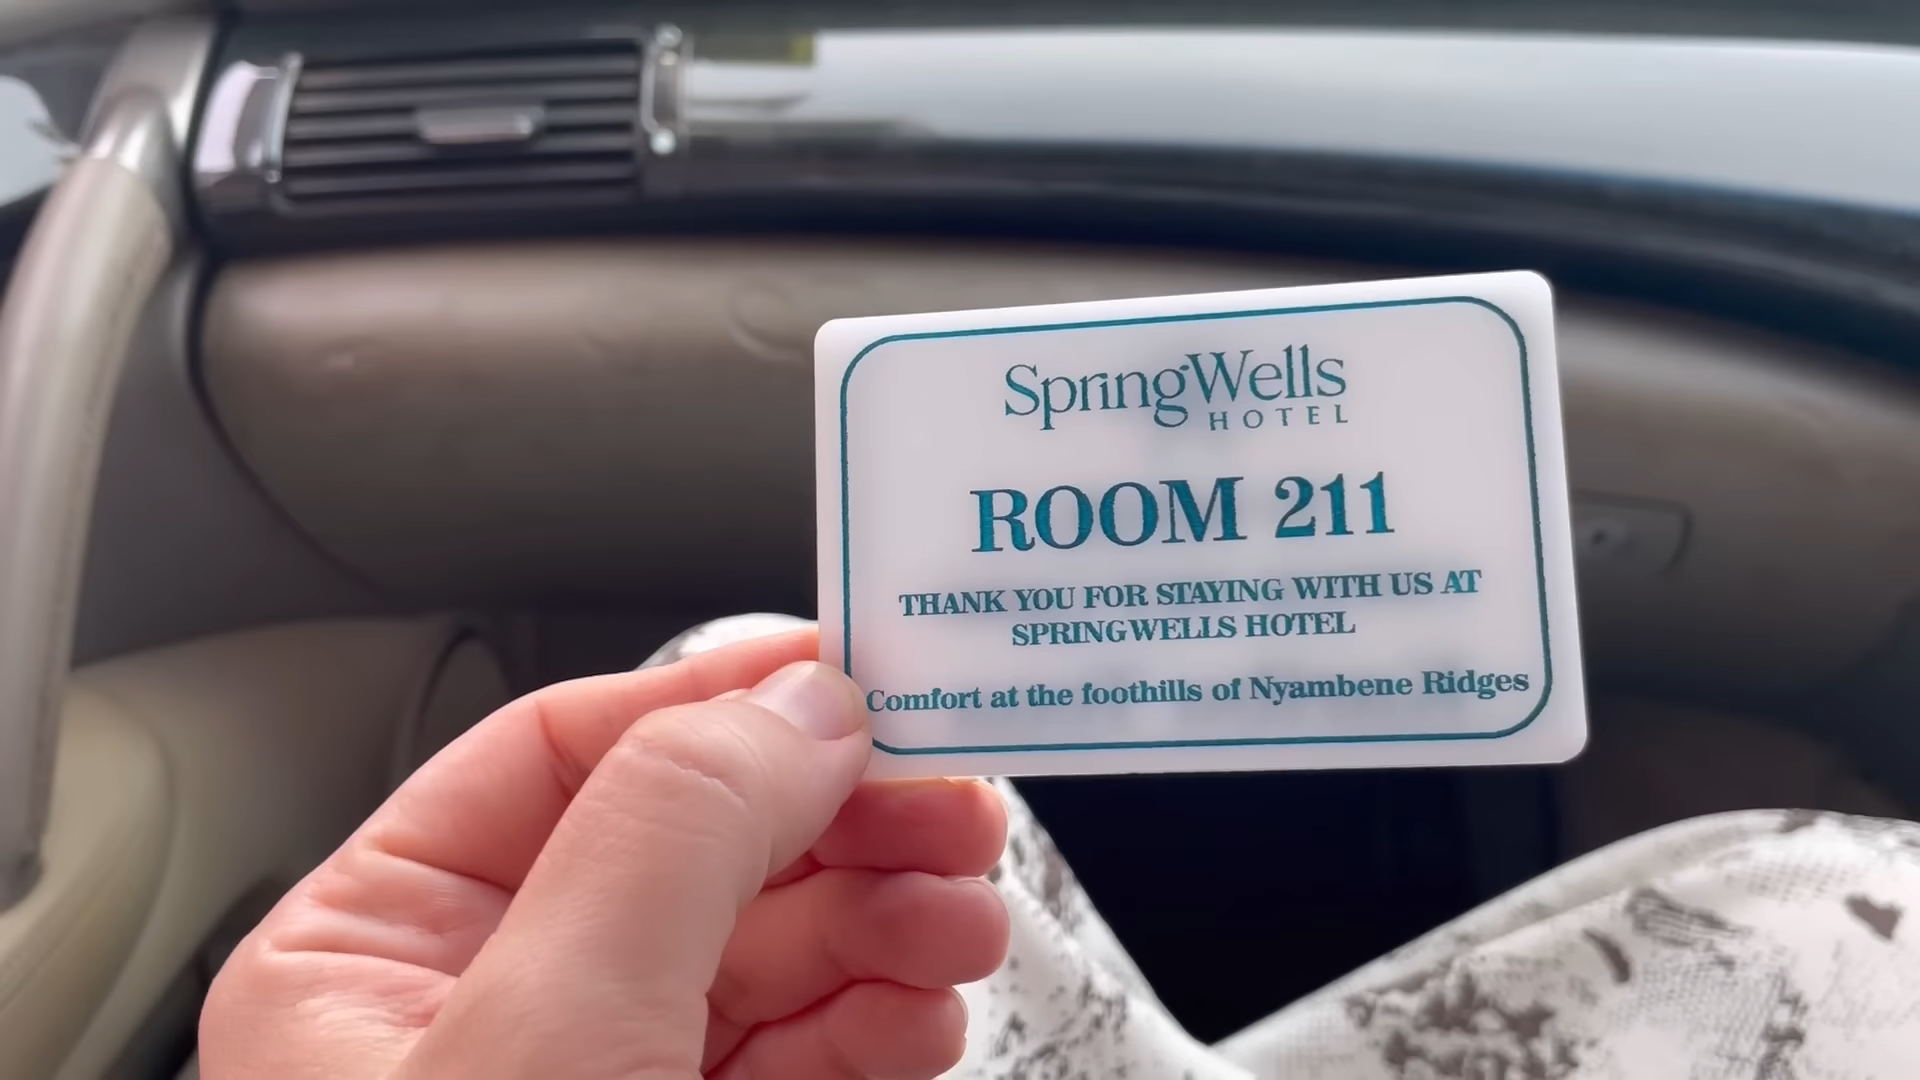 SpringWells
HOTEL
ROOM 211
THANK YOU FOR STAYING WITH US AT
SPRINGWELLS HOTEL
Comfort at the foothills of Nyambene Ridges